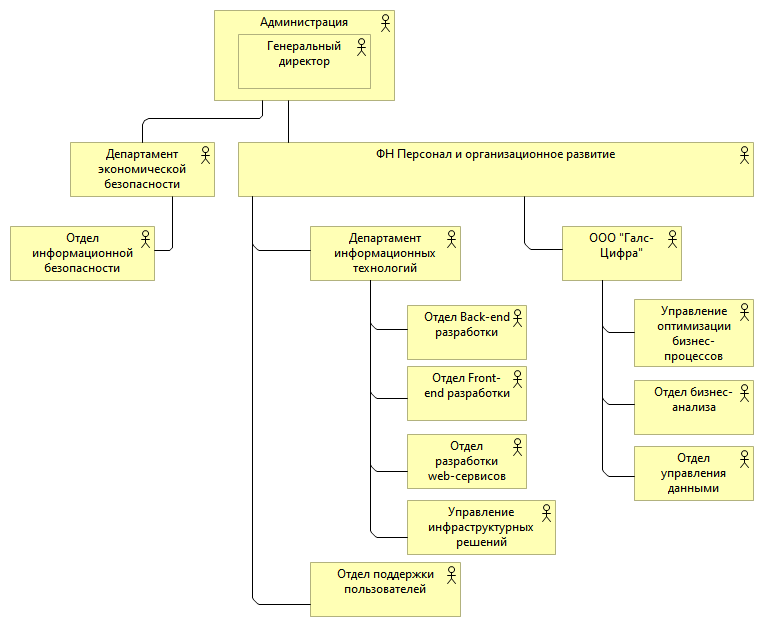 Администрация
Генеральный
директор
Департамент
экономической
безопасности
ФН Персонал и организационное развитие
Отдел
информационной
безопасности
Департамент
информационных
технологий
ООО "Галс-
Цифра"
Отдел Back-end
разработки
Управление
оптимизации
бизнес-
процессов
Отдел Front-
end разработки
Отдел бизнес-
анализа
Отдел
разработки
web-сервисов
Отдел
управления
данными
Управление
инфраструктурных
решений
Отдел поддержки
пользователей